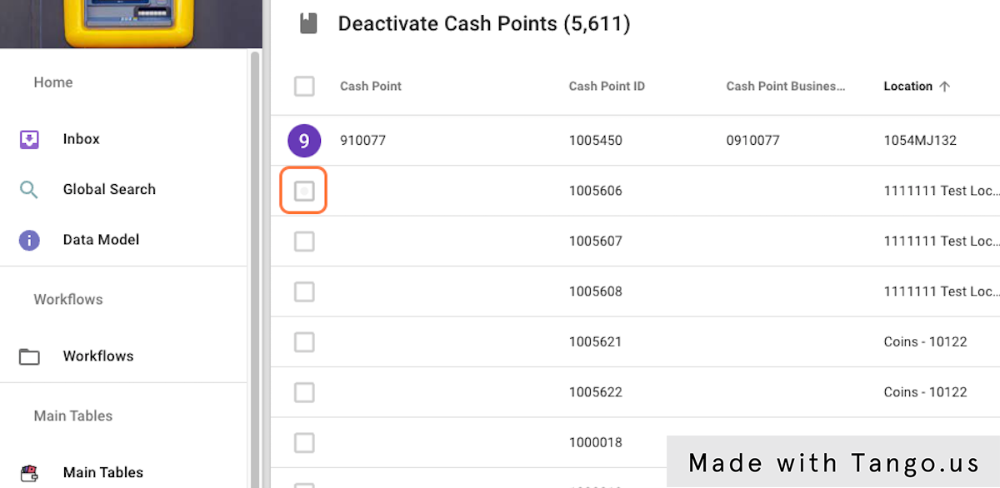 Deactivate Cash Points (5,611)
Home
Inbox
Global Search
Data Model
Workflows
Workflows
Main Tables
Main Tables
Cash Point Cash Point ID Cash Point Busines... Location
9 910077 1005450 0910077 1054MJ132
1005606 1111111 Test Loc...
1005607 1111111 Test Loc...
1005608 1111111 Test Loc...
Coins - 10122
1005621
1005622 Coins - 10122
1000018
Made with Tango.us